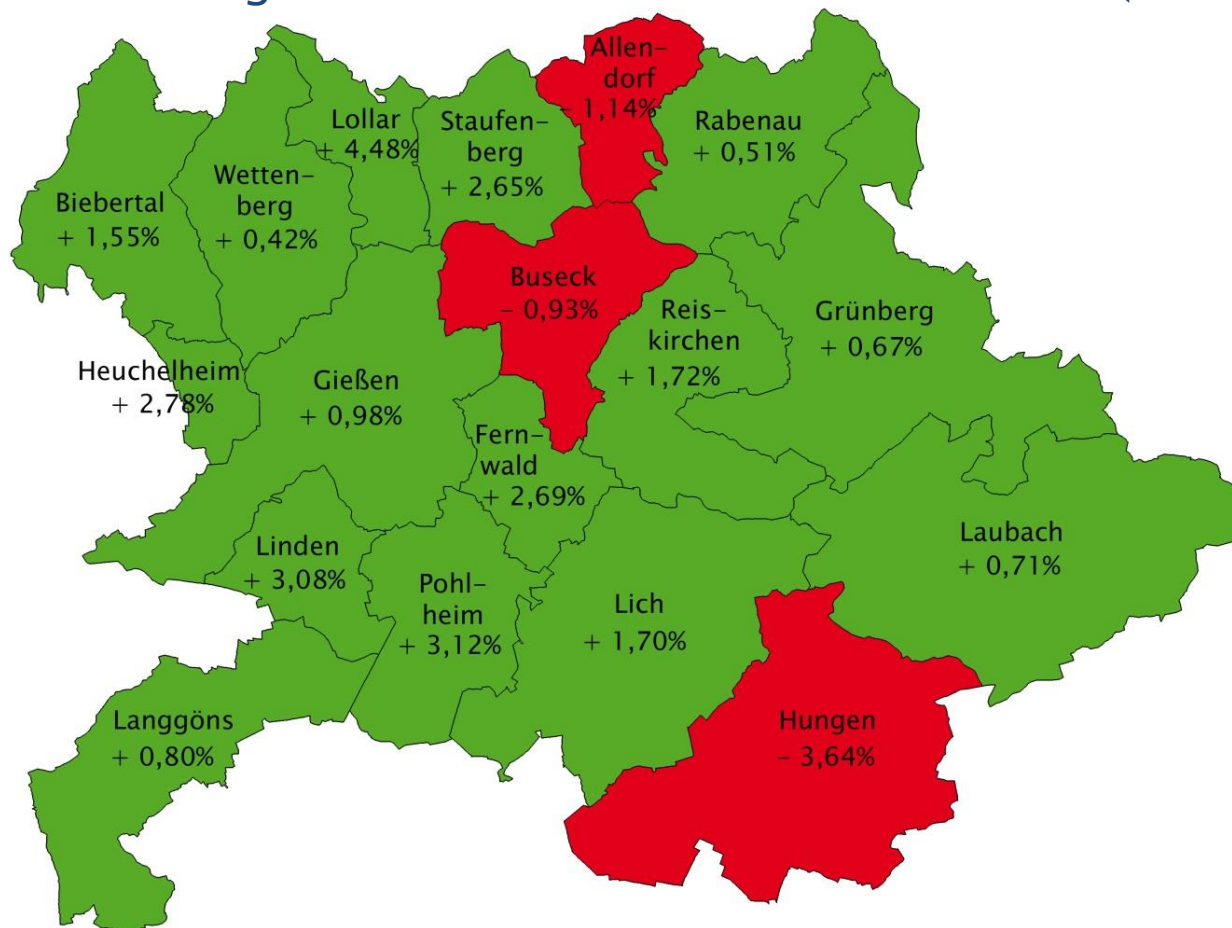 Allen-
dorf
- 1,14%
Lollar
+ 4,48%
Staufen-
berg
+ 2,65%
Rabenau
+ 0,51%
Wetten-
berg
+ 0,42%
Biebertal
+ 1,55%
Buseck
- 0,93%
Reis-
kirchen
+ 1,72%
Grünberg
+ 0,67%
Heuchelheim
+ 2,78%
Gießen
+ 0,98%
Fern-
wald
+ 2,69%
Linden
+ 3,08%
Pohl-
heim
+ 3,12%
Lich
+ 1,70%
Laubach
+ 0,71%
Langgöns
+ 0,80%
Hungen
- 3,64%